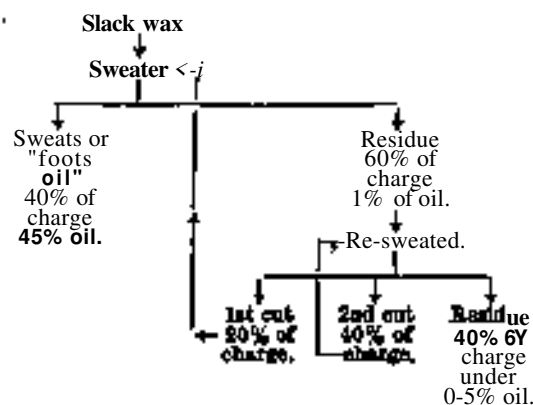 Slack wax
Sweater <-i
Sweats or
"foots
oil"
40% of
charge
45% oil.
Residue
60% of
charge
1% of oil.
Re-sweated.
1st cut
20% of
charge.
2nd cut
40% of
charge.
Residue
40% 6Y
charge
under
0-5% oil.